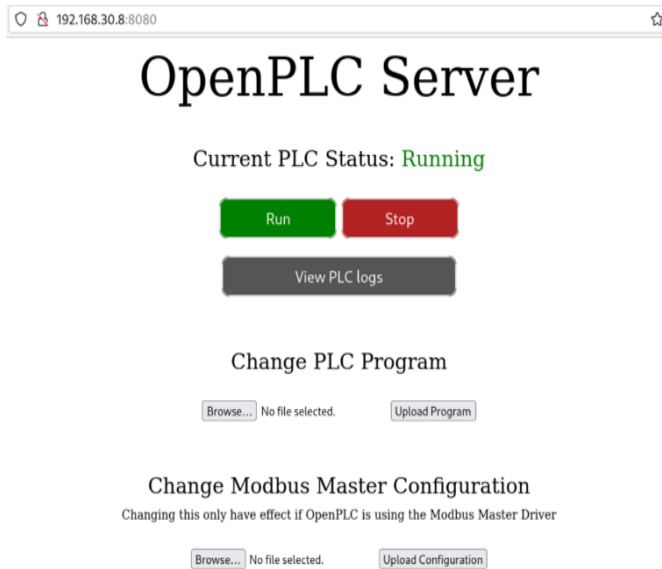 192.168.30.8:8080
OpenPLC Server
Current PLC Status: Running
Run Stop
View PLC logs
Change PLC Program
Browse... No file selected. Upload Program
Change Modbus Master Configuration
Changing this only have effect if OpenPLC is using the Modbus Master Driver
Browse... No file selected. Upload Configuration